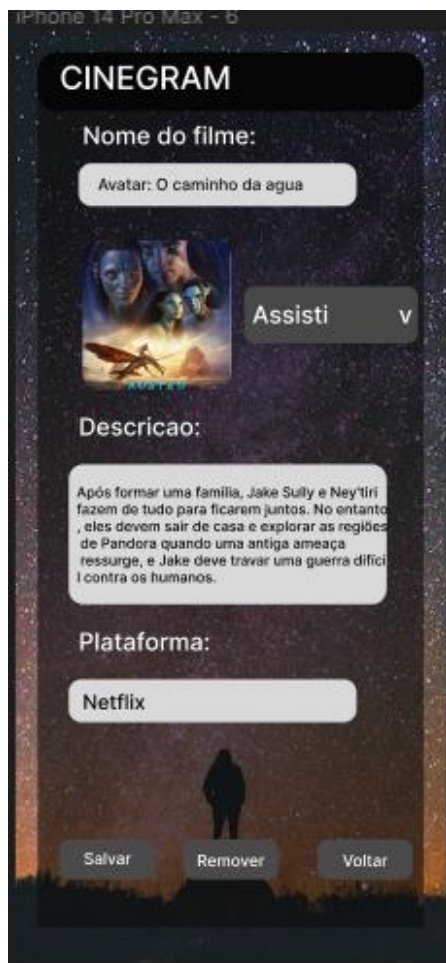 iPhone 14 Pro Max - 6
CINEGRAM
Nome do filme:
Avatar: O caminho da agua
Assisti v
Descricao:
Após formar uma família, Jake Sully e Ney'tiri
fazem de tudo para ficarem juntos. No entanto
, eles devem sair de casa e explorar as regiões
de Pandora quando uma antiga ameaça
ressurge, e Jake deve travar uma guerra difíci
l contra os humanos.
Plataforma:
Netflix
Salvar Remover Voltar